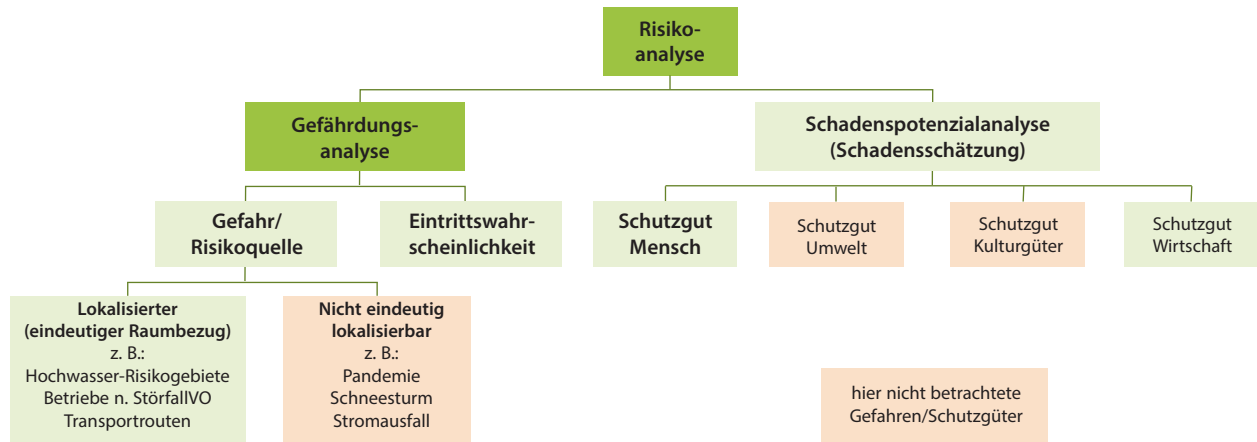 Risiko-
analyse
Gefährdungs-
analyse
Schadenspotenzialanalyse
(Schadensschätzung)
Gefahr/
Risikoquelle
Eintrittswahr-
scheinlichkeit
Schutzgut
Mensch
Schutzgut
Umwelt
Schutzgut
Kulturgüter
Schutzgut
Wirtschaft
Lokalisierter
(eindeutiger Raumbezug)
z. B.:
Hochwasser-Risikogebiete
Betriebe n. StörfallVO
Transportrouten
Nicht eindeutig
lokalisierbar
z. B.:
Pandemie
Schneesturm
Stromausfall
hier nicht betrachtete
Gefahren/Schutzgüter